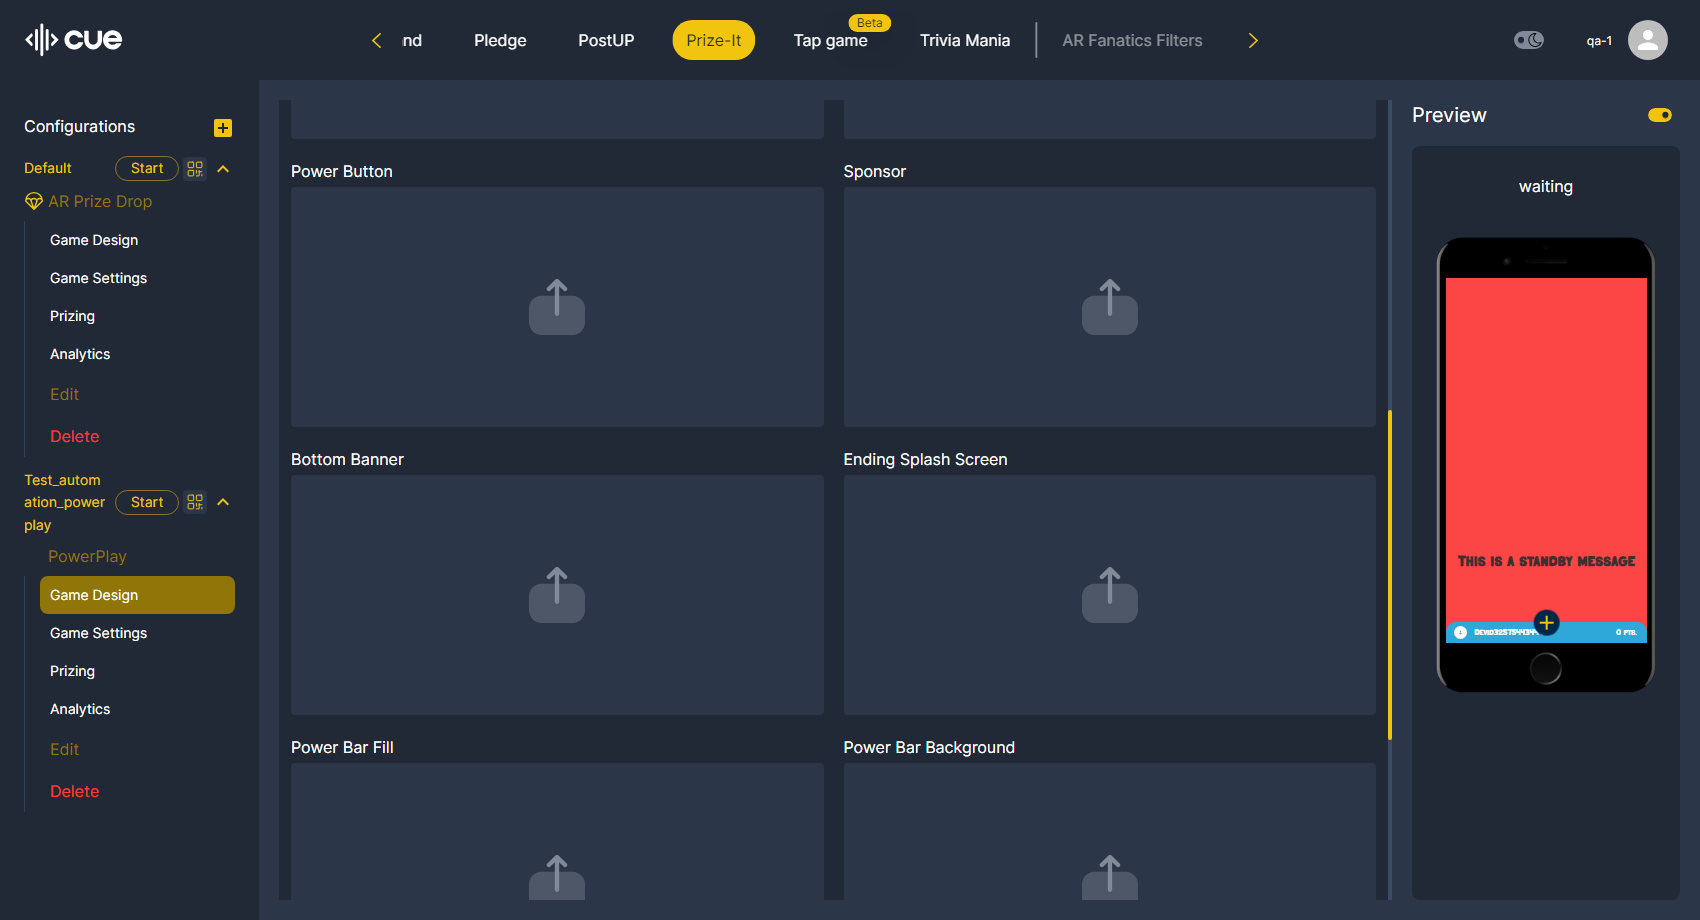 cue
nd
Pledge
PostUP
Prize-It
Beta
Tap game
Trivia Mania
AR Fanatics Filters
qa-1
Configurations
Default
Start
AR Prize Drop
Game Design
Game Settings
Prizing
Analytics
Edit
Delete
Test_autom
ation_power
play
Start
PowerPlay
Game Design
Game Settings
Prizing
Analytics
Edit
Delete
Power Button
Sponsor
Bottom Banner
Ending Splash Screen
Power Bar Fill
Power Bar Background
Preview
waiting
This is a standby message
0 pts.